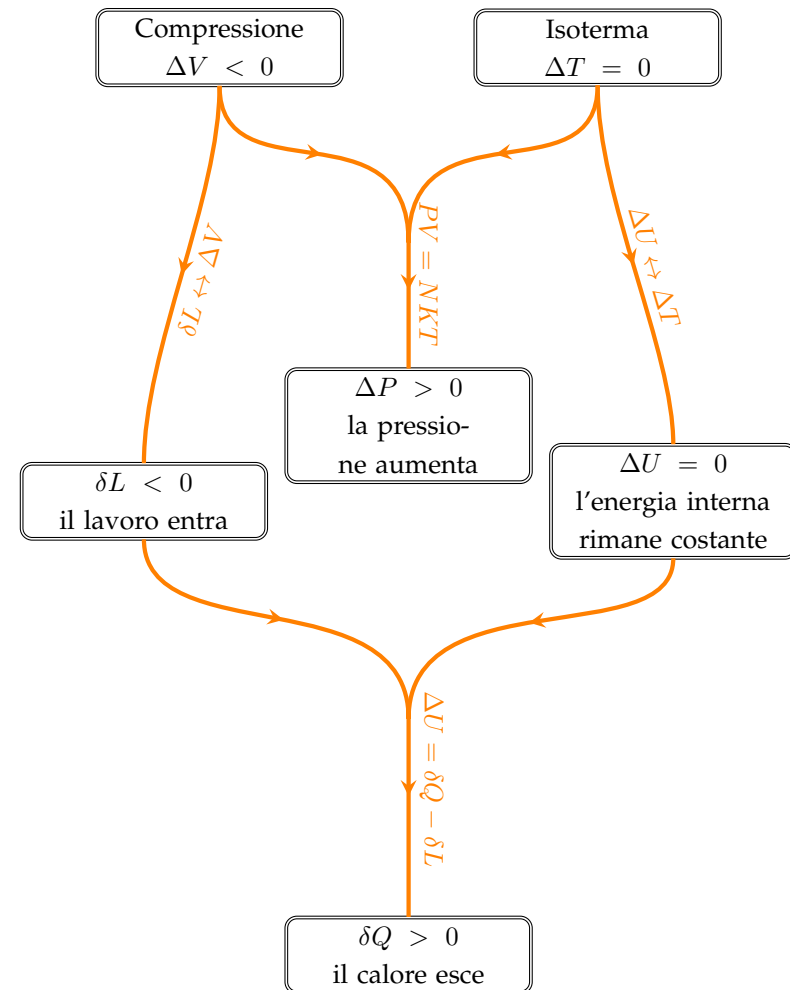 Compressione
ΔV < 0
Isoterma
ΔT = 0
δL ↔ ΔV
PV = NKT
ΔU ↔ ΔT
ΔP > 0
la pressio-
ne aumenta
δL < 0
il lavoro entra
ΔU = 0
l'energia interna
rimane costante
ΔU = δQ − δL
δQ > 0
il calore esce